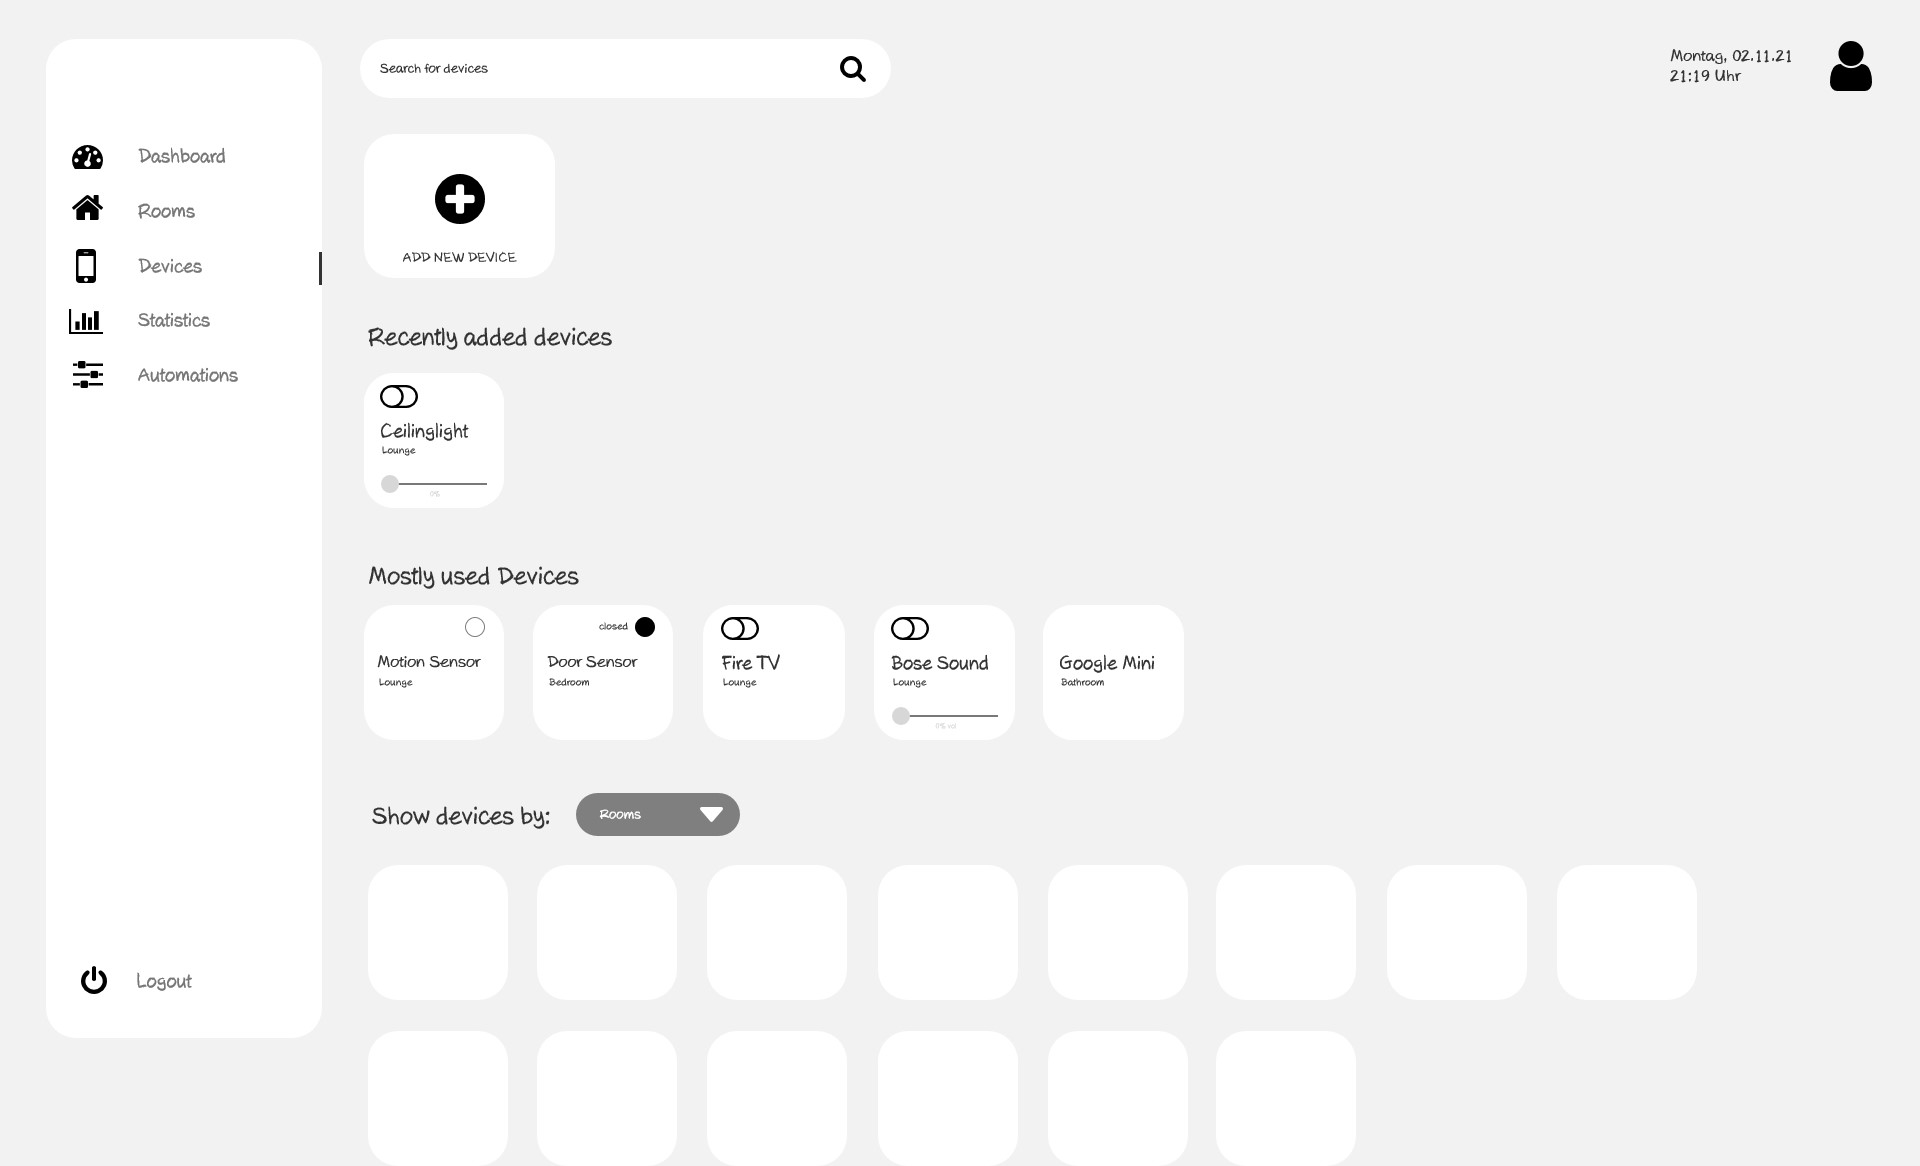 Search for devices
Montag, 02.11.21
21:19 Uhr
Dashboard
Rooms
Devices
Statistics
Automations
Logout
ADD NEW DEVICE
Recently added devices
Ceilinglight
Lounge
0%
Mostly used Devices
Motion Sensor
Lounge
closed
Door Sensor
Bedroom
Fire TV
Lounge
Bose Sound
Lounge
0% vol
Google Mini
Bathroom
Show devices by:
Rooms